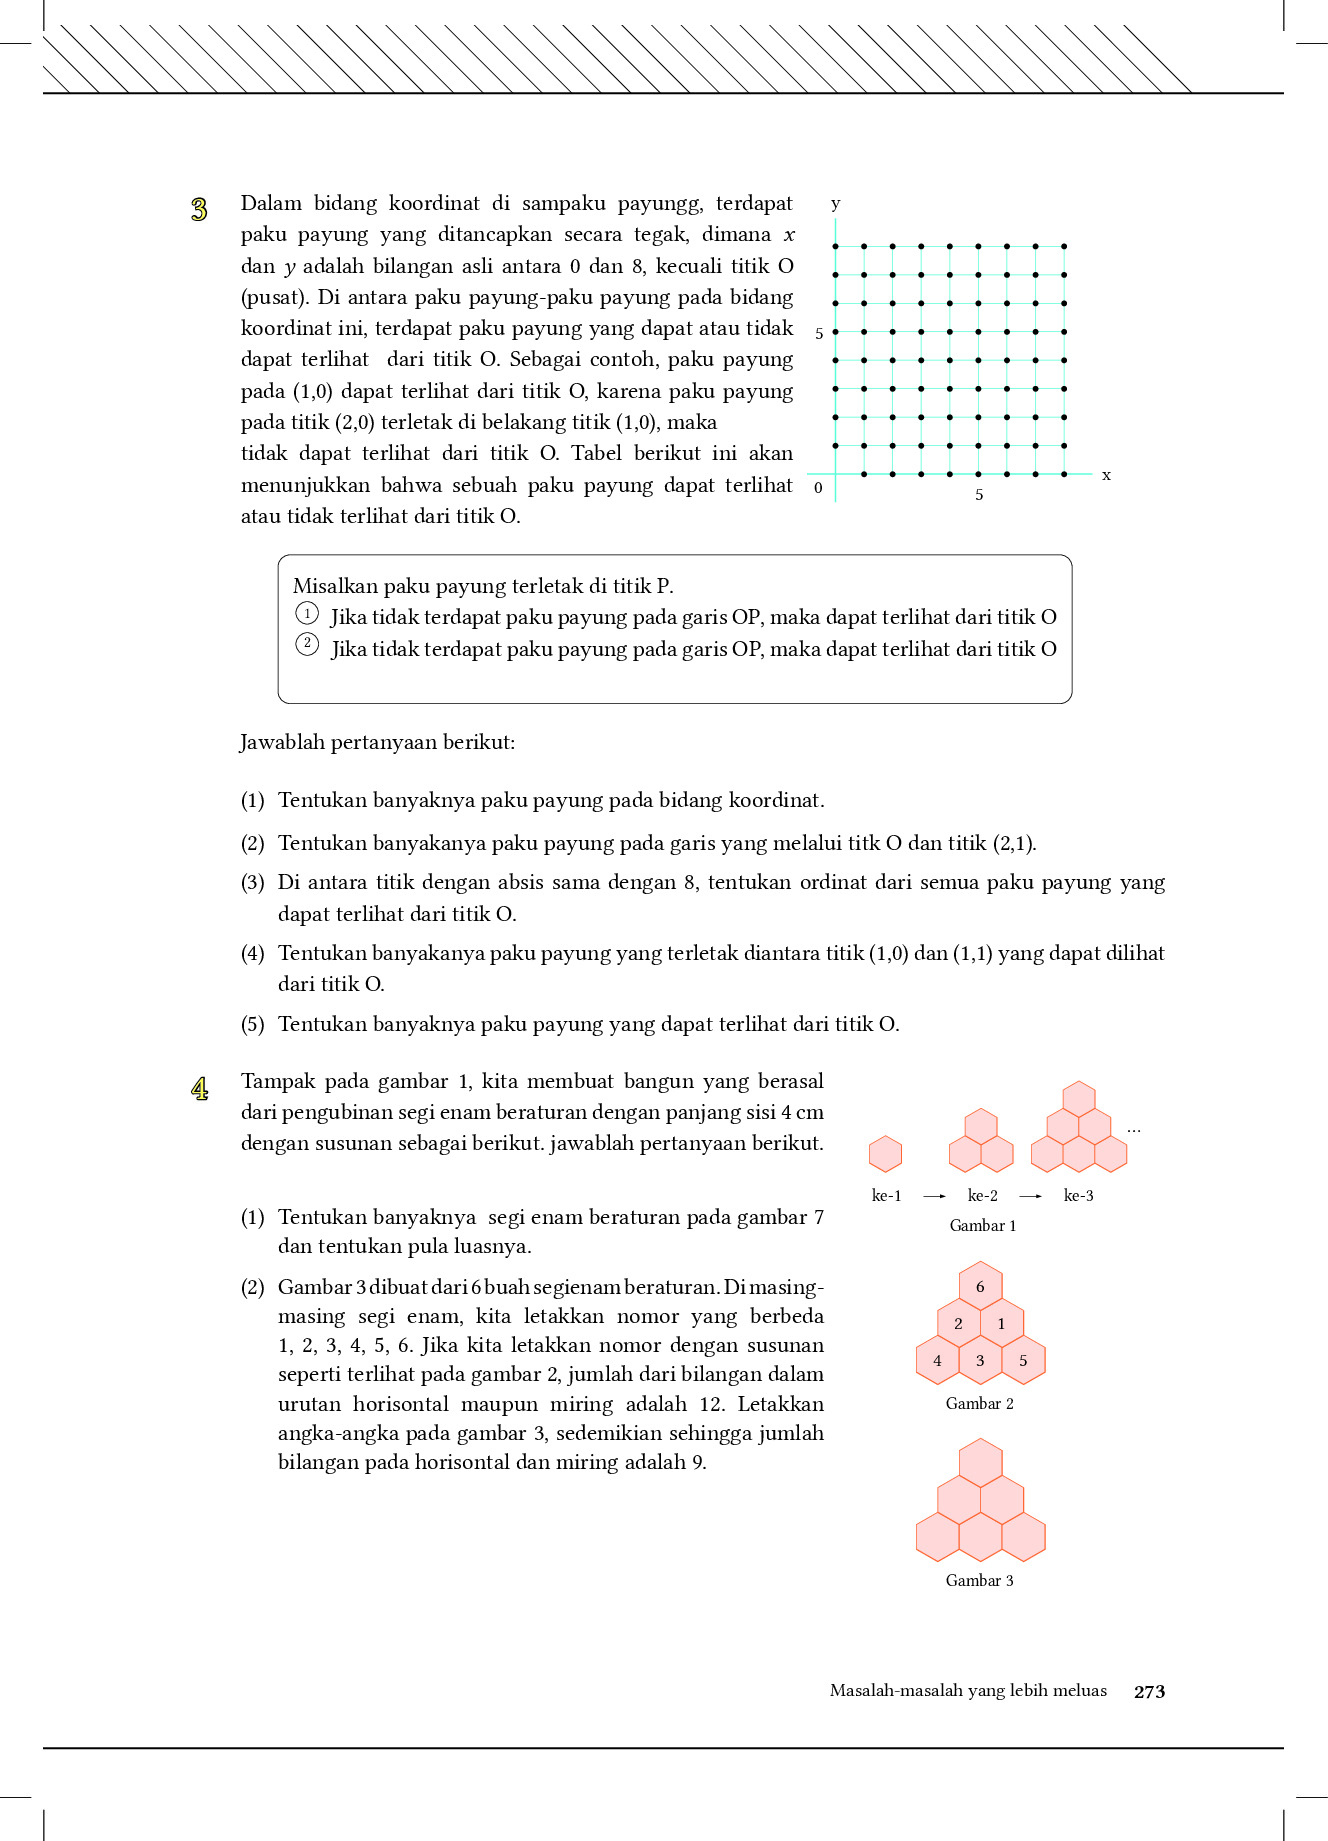 3
Dalam bidang koordinat di sampaku payungg, terdapat
paku payung yang ditancapkan secara tegak, dimana x
dan y adalah bilangan asli antara 0 dan 8, kecuali titik O
(pusat). Di antara paku payung-paku payung pada bidang
koordinat ini, terdapat paku payung yang dapat atau tidak
dapat terlihat dari titik O. Sebagai contoh, paku payung
pada (1,0) dapat terlihat dari titik O, karena paku payung
pada titik (2,0) terletak di belakang titik (1,0), maka
tidak dapat terlihat dari titik O. Tabel berikut ini akan
menunjukkan bahwa sebuah paku payung dapat terlihat
atau tidak terlihat dari titik O.
y
5
0
5
x
Misalkan paku payung terletak di titik P.
1 Jika tidak terdapat paku payung pada garis OP, maka dapat terlihat dari titik O
2 Jika tidak terdapat paku payung pada garis OP, maka dapat terlihat dari titik O
Jawablah pertanyaan berikut:
(1) Tentukan banyaknya paku payung pada bidang koordinat.
(2) Tentukan banyakanya paku payung pada garis yang melalui titk O dan titik (2,1).
(3) Di antara titik dengan absis sama dengan 8, tentukan ordinat dari semua paku payung yang
dapat terlihat dari titik O.
(4) Tentukan banyakanya paku payung yang terletak diantara titik (1,0) dan (1,1) yang dapat dilihat
dari titik O.
(5) Tentukan banyaknya paku payung yang dapat terlihat dari titik O.
4
Tampak pada gambar 1, kita membuat bangun yang berasal
dari pengubinan segi enam beraturan dengan panjang sisi 4 cm
dengan susunan sebagai berikut. jawablah pertanyaan berikut.
(1) Tentukan banyaknya segi enam beraturan pada gambar 7
dan tentukan pula luasnya.
(2) Gambar 3 dibuat dari 6 buah segienam beraturan. Di masing-
masing segi enam, kita letakkan nomor yang berbeda
1, 2, 3, 4, 5, 6. Jika kita letakkan nomor dengan susunan
seperti terlihat pada gambar 2, jumlah dari bilangan dalam
urutan horisontal maupun miring adalah 12. Letakkan
angka-angka pada gambar 3, sedemikian sehingga jumlah
bilangan pada horisontal dan miring adalah 9.
...
ke-1 → ke-2 → ke-3
Gambar 1
6
2 1
4 3 5
Gambar 2
Gambar 3
Masalah-masalah yang lebih meluas 273